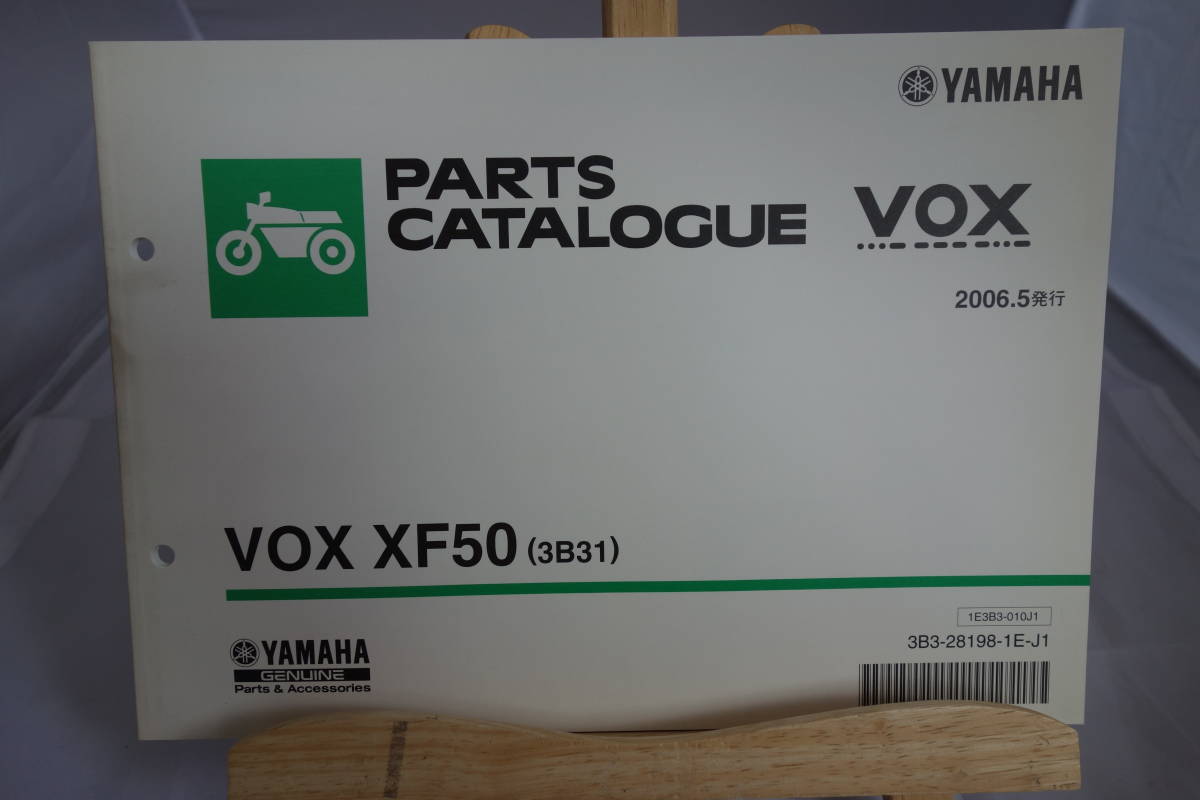 YAMAHA
PARTS
CATALOGUE
VOX
2006.5発行
VOX XF50 (3B31)
1E3B3-010J1
3B3-28198-1E-J1
YAMAHA
GENUINE
Parts & Accessories